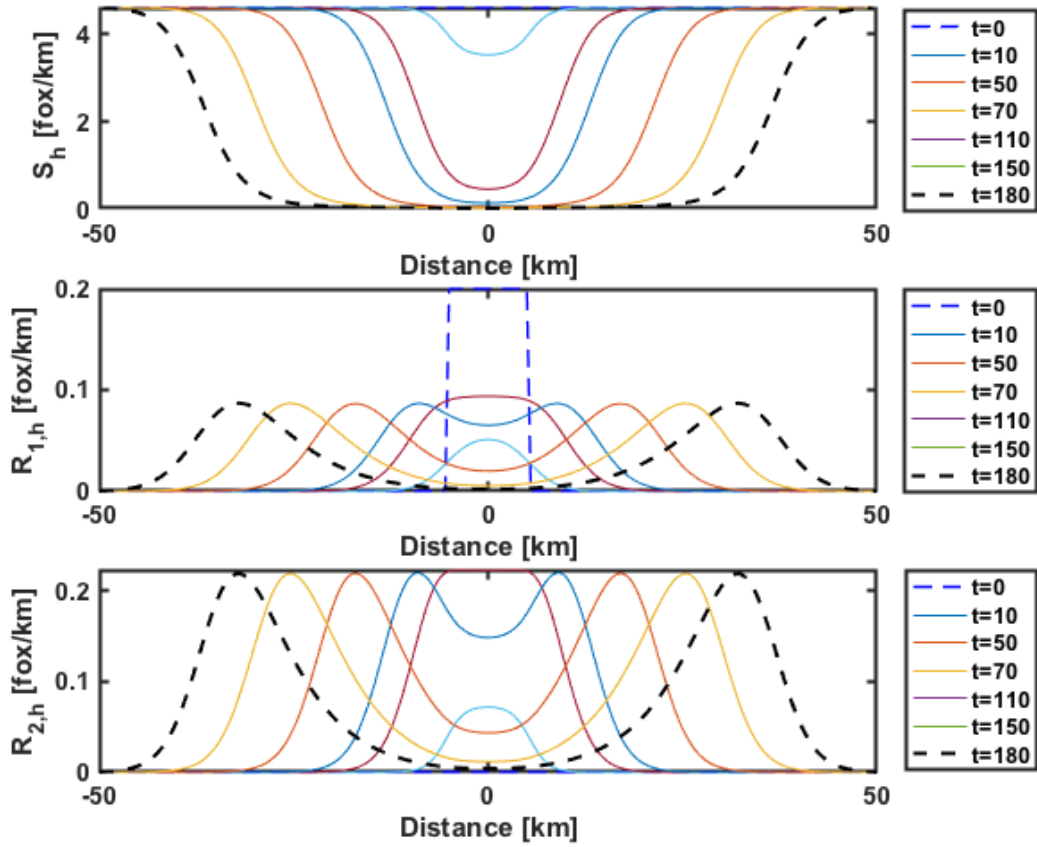 S_h [fox/km]
4
2
0
-50 0 50
Distance [km]
t=0
t=10
t=50
t=70
t=110
t=150
t=180
R_1,h [fox/km]
0.2
0.1
0
-50 0 50
Distance [km]
t=0
t=10
t=50
t=70
t=110
t=150
t=180
R_2,h [fox/km]
0.2
0.1
0
-50 0 50
Distance [km]
t=0
t=10
t=50
t=70
t=110
t=150
t=180